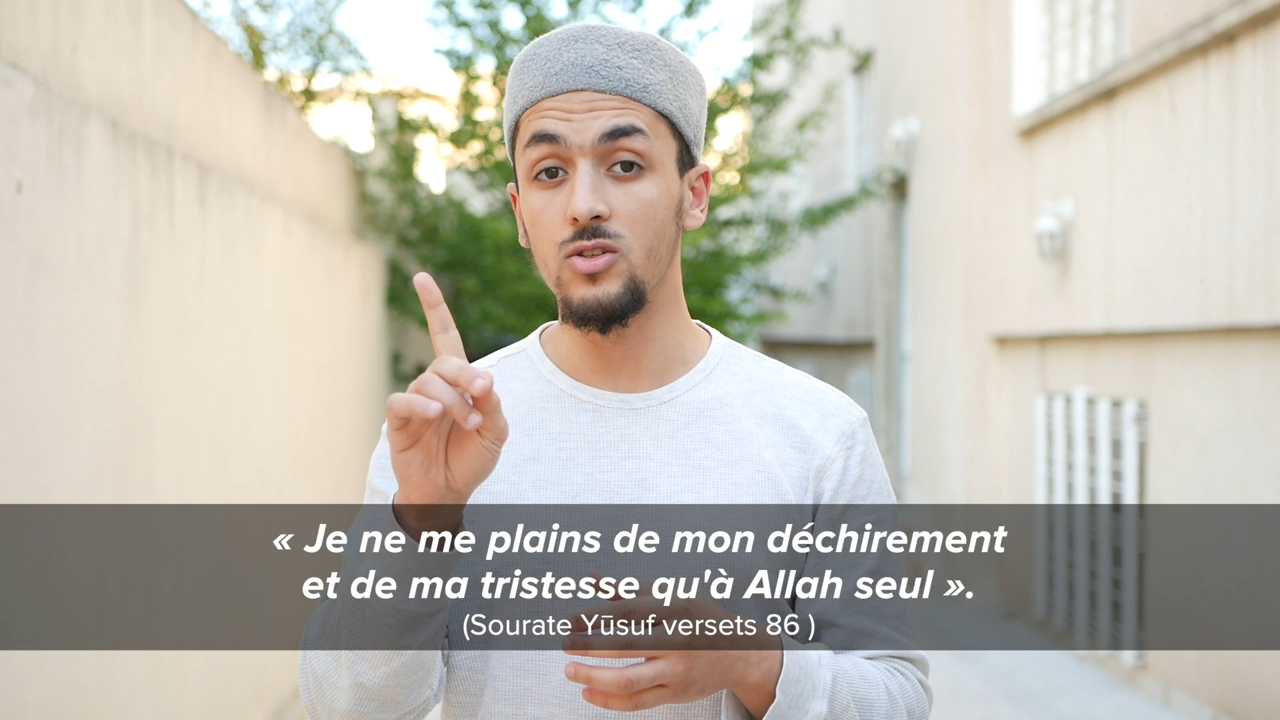 « Je ne me plains de mon déchirement
et de ma tristesse qu'à Allah seul ».
(Sourate Yūsuf versets 86 )